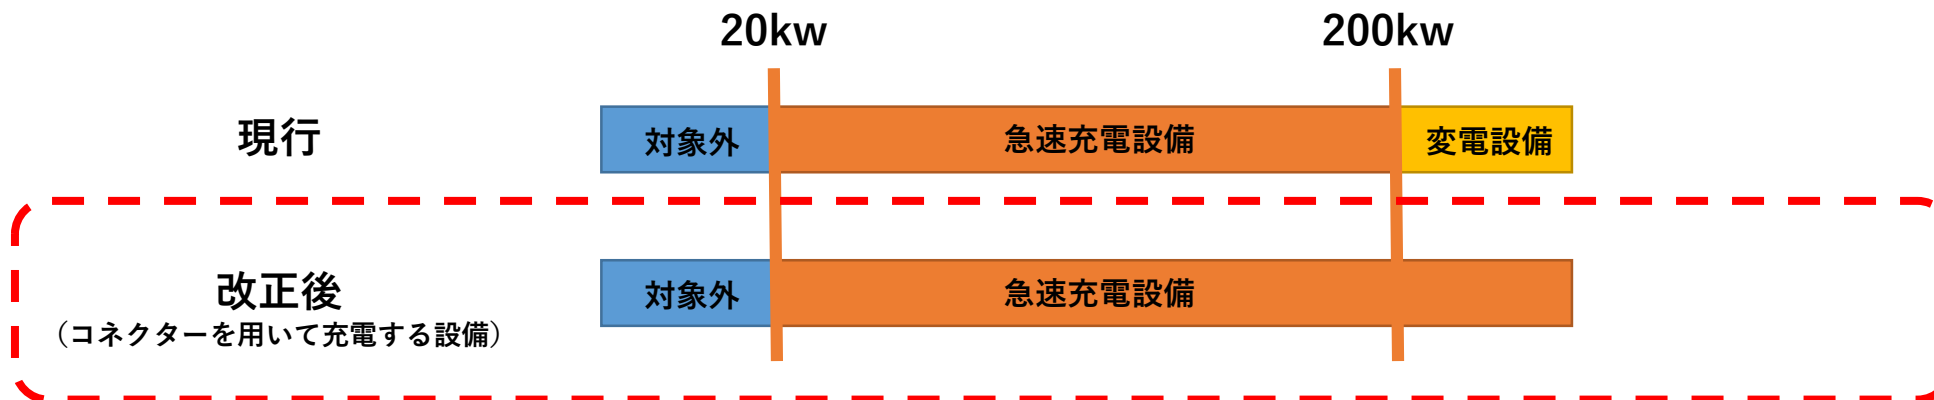 20kw
200kw
現行
対象外
急速充電設備
変電設備
改正後
（コネクターを用いて充電する設備）
対象外
急速充電設備